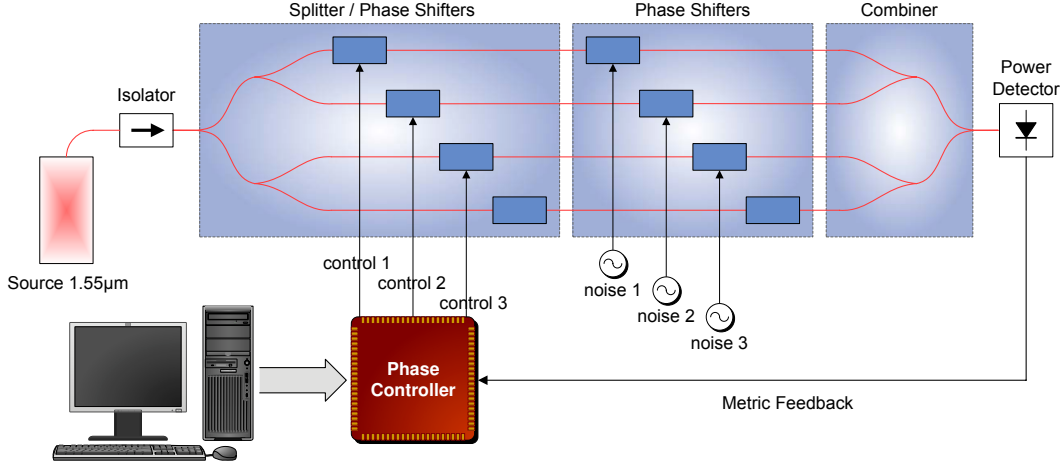 Splitter / Phase Shifters
Phase Shifters
Combiner
Isolator
Power
Detector
Source 1.55µm
control 1
control 2
control 3
noise 1
noise 2
noise 3
Phase
Controller
Metric Feedback